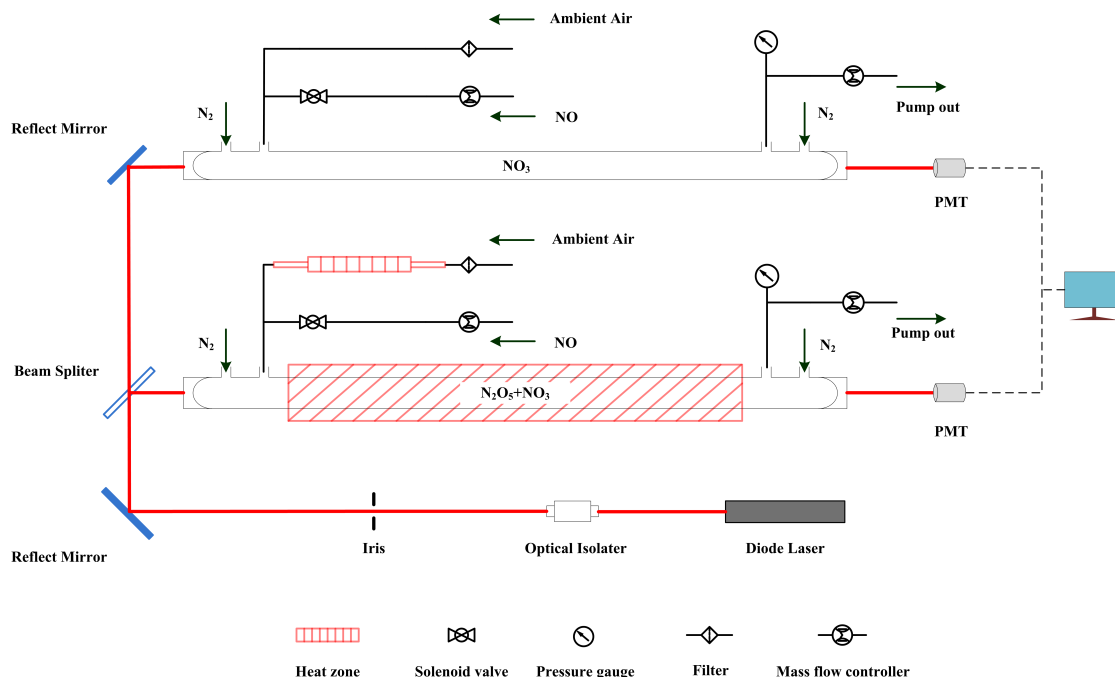 Ambient Air
N₂
NO
Pump out
N₂
Reflect Mirror
NO₃
PMT
Ambient Air
N₂
NO
Pump out
N₂
Beam Spliter
N₂O₅+NO₃
PMT
Reflect Mirror
Iris
Optical Isolater
Diode Laser
Heat zone
Solenoid valve
Pressure gauge
Filter
Mass flow controller